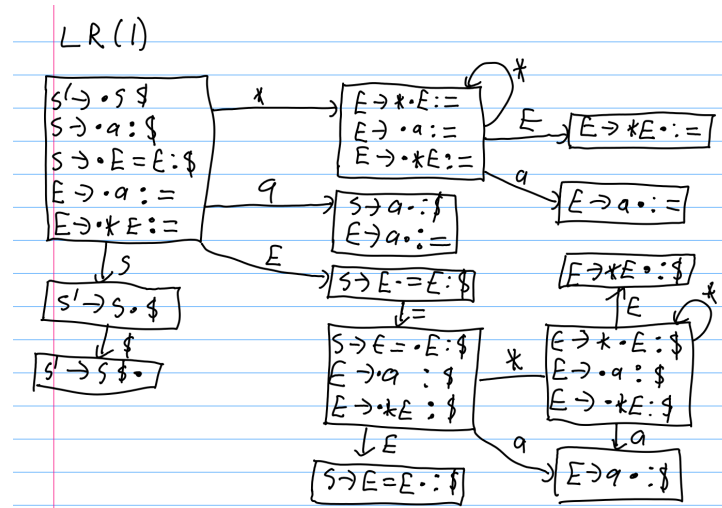 LR(1)
S'→·S $
S→·a:$
S→·E=E:$
E→·a:=
E→·*E:=
*
E→*·E:=
E→·a:=
E→·*E:=
*
E
E→*E·:=
a
E→a·:=
a
S→a·:$
E→a·:=
E
S→E·=E:$
S
S'→S·$
$
S'→S$·
=
S→E=·E:$
E→·a :$
E→·*E :$
*
E→*·E:$
E→·a:$
E→·*E:$
*
E
E→*E·:$
a
a
E→a·:$
E
S→E=E·:$